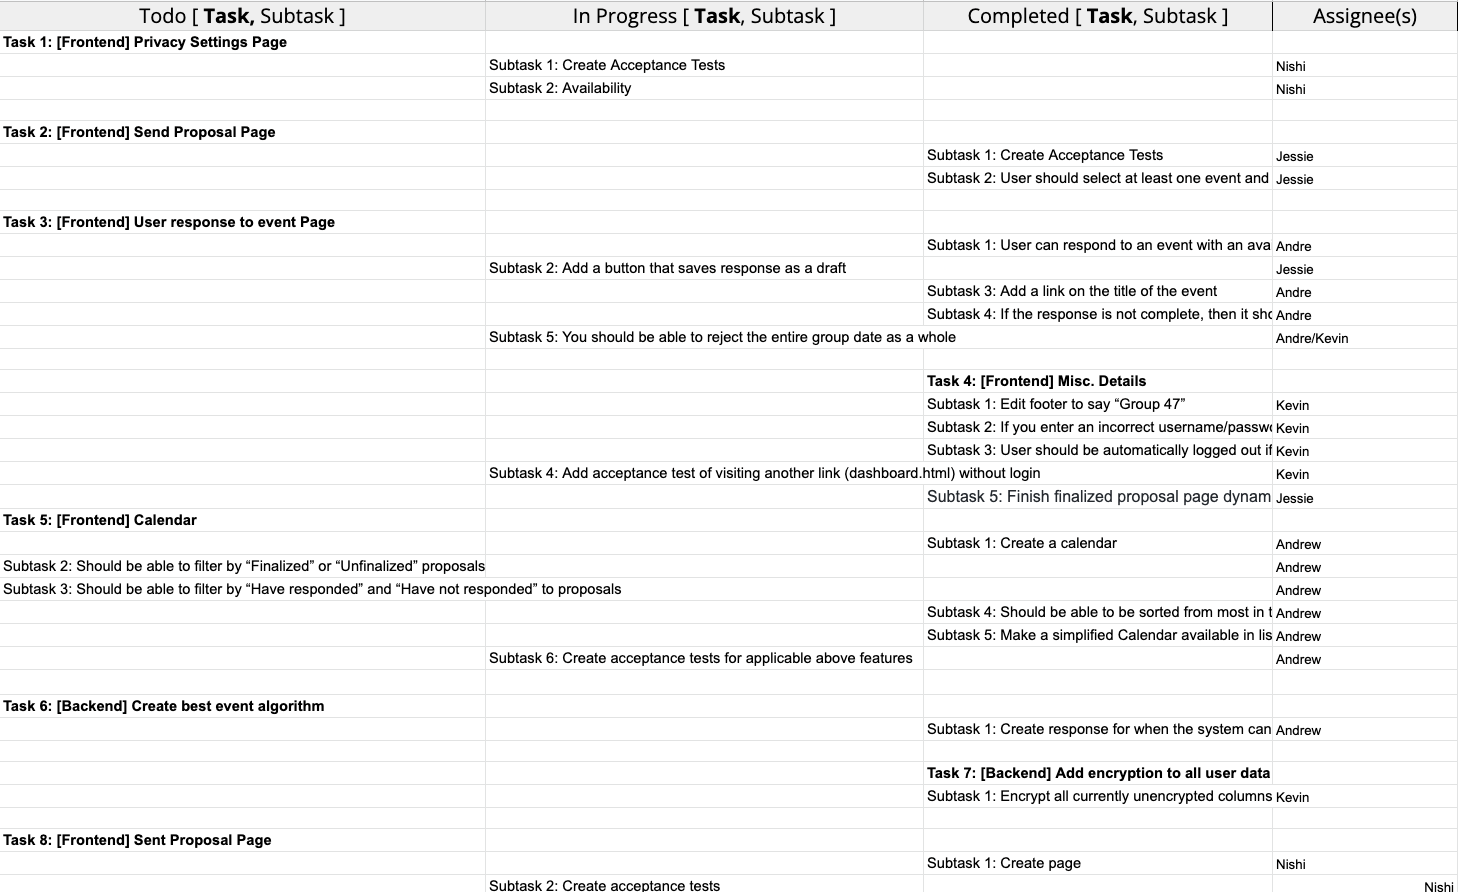 Todo [ Task, Subtask ] In Progress [ Task, Subtask ] Completed [ Task, Subtask ] Assignee(s)
Task 1: [Frontend] Privacy Settings Page
Subtask 1: Create Acceptance Tests Nishi
Subtask 2: Availability Nishi
Task 2: [Frontend] Send Proposal Page
Subtask 1: Create Acceptance Tests Jessie
Subtask 2: User should select at least one event and Jessie
Task 3: [Frontend] User response to event Page
Subtask 1: User can respond to an event with an ava Andre
Subtask 2: Add a button that saves response as a draft Jessie
Subtask 3: Add a link on the title of the event Andre
Subtask 4: If the response is not complete, then it sho Andre
Subtask 5: You should be able to reject the entire group date as a whole Andre/Kevin
Task 4: [Frontend] Misc. Details
Subtask 1: Edit footer to say “Group 47” Kevin
Subtask 2: If you enter an incorrect username/passwo Kevin
Subtask 3: User should be automatically logged out if Kevin
Subtask 4: Add acceptance test of visiting another link (dashboard.html) without login Kevin
Subtask 5: Finish finalized proposal page dynam Jessie
Task 5: [Frontend] Calendar
Subtask 1: Create a calendar Andrew
Subtask 2: Should be able to filter by “Finalized” or “Unfinalized” proposals Andrew
Subtask 3: Should be able to filter by “Have responded” and “Have not responded” to proposals Andrew
Subtask 4: Should be able to be sorted from most in t Andrew
Subtask 5: Make a simplified Calendar available in lis Andrew
Subtask 6: Create acceptance tests for applicable above features Andrew
Task 6: [Backend] Create best event algorithm
Subtask 1: Create response for when the system can Andrew
Task 7: [Backend] Add encryption to all user data
Subtask 1: Encrypt all currently unencrypted columns Kevin
Task 8: [Frontend] Sent Proposal Page
Subtask 1: Create page Nishi
Subtask 2: Create acceptance tests Nishi